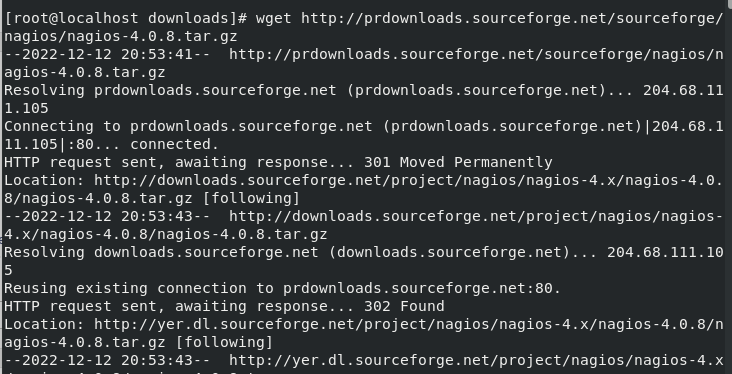 [root@localhost downloads]# wget http://prdownloads.sourceforge.net/sourceforge/
nagios/nagios-4.0.8.tar.gz
--2022-12-12 20:53:41--  http://prdownloads.sourceforge.net/sourceforge/nagios/n
agios-4.0.8.tar.gz
Resolving prdownloads.sourceforge.net (prdownloads.sourceforge.net)... 204.68.11
1.105
Connecting to prdownloads.sourceforge.net (prdownloads.sourceforge.net)|204.68.1
11.105|:80... connected.
HTTP request sent, awaiting response... 301 Moved Permanently
Location: http://downloads.sourceforge.net/project/nagios/nagios-4.x/nagios-4.0.
8/nagios-4.0.8.tar.gz [following]
--2022-12-12 20:53:43--  http://downloads.sourceforge.net/project/nagios/nagios-
4.x/nagios-4.0.8/nagios-4.0.8.tar.gz
Resolving downloads.sourceforge.net (downloads.sourceforge.net)... 204.68.111.10
5
Reusing existing connection to prdownloads.sourceforge.net:80.
HTTP request sent, awaiting response... 302 Found
Location: http://yer.dl.sourceforge.net/project/nagios/nagios-4.x/nagios-4.0.8/n
agios-4.0.8.tar.gz [following]
--2022-12-12 20:53:43--  http://yer.dl.sourceforge.net/project/nagios/nagios-4.x